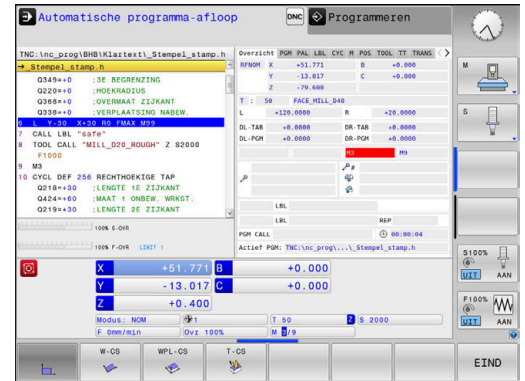 Automatische programma-afloop
DNC
Programmeren
TNC:\nc_prog\BHB\Klartext\_Stempel_stamp.h
→_Stempel_stamp.h
Q349=+0 ;3E BEGRENZING
Q220=+0 ;HOEKRADIUS
Q368=+0 ;OVERMAAT ZIJKANT
Q338=+0 ;VERPLAATSING NABEW.
6 L Y-30 X+30 R0 FMAX M99
7 CALL LBL "safe"
8 TOOL CALL "MILL_D20_ROUGH" Z S2000
F1000
9 M3
10 CYCL DEF 256 RECHTHOEKIGE TAP
Q218=+30 ;LENGTE 1E ZIJKANT
Q424=+60 ;MAAT 1 ONBEW. WRKST.
Q219=+30 ;LENGTE 2E ZIJKANT
100% S-OVR
100% F-OVR LIMIT 1
Overzicht PGM PAL LBL CYC M POS TOOL TT TRANS
RFNOM X +51.771 B +0.000
Y -13.017 C +0.000
Z -79.600
T : 50 FACE_MILL_D40
L +120.0000 R +20.0000
DL-TAB +0.0000 DR-TAB +0.0000
DL-PGM +0.0000 DR-PGM +0.0000
M3 M9
LBL
LBL REP
PGM CALL 00:00:04
Actief PGM: TNC:\nc_prog\...\_Stempel_stamp.h
X +51.771 B +0.000
Y -13.017 C +0.000
Z +0.400
Modus: NOM 1 T 50 Z S 2000
F 0mm/min Ovr 100% M 3/9
M
S
S100%
UIT AAN
F100%
UIT AAN
W-CS WPL-CS T-CS
EIND